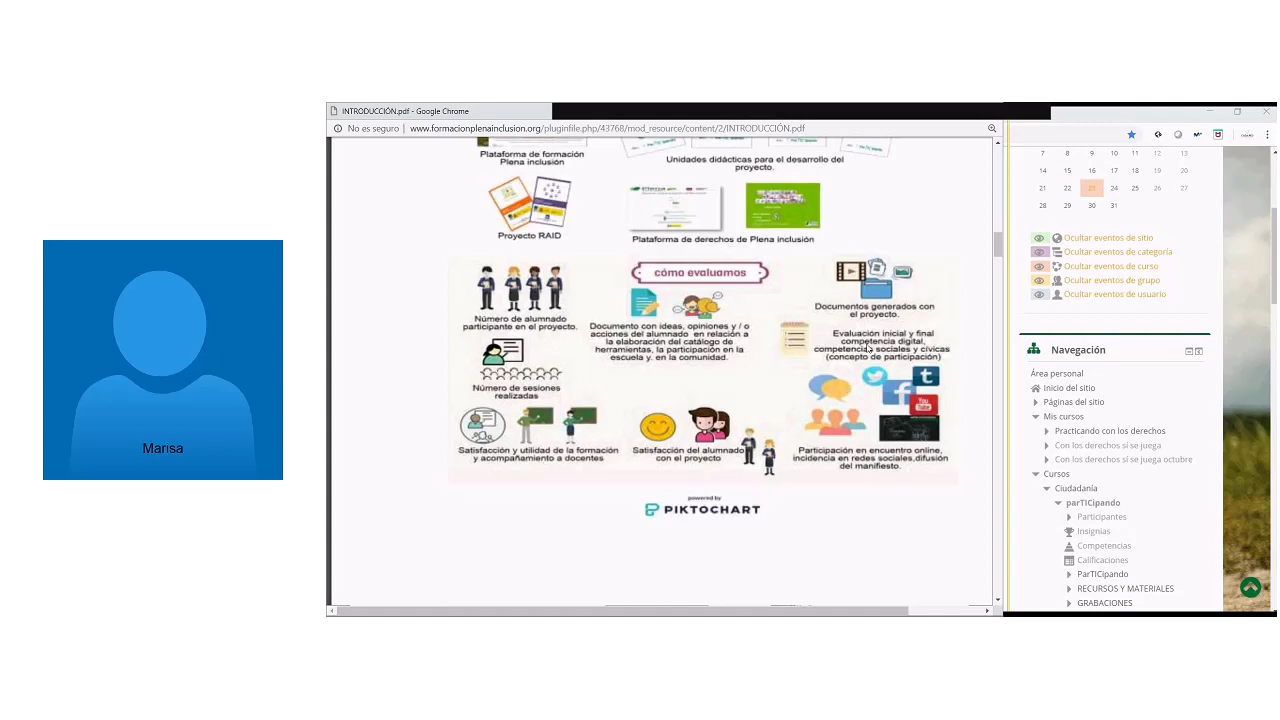 Marisa
INTRODUCCIÓN.pdf - Google Chrome
No es seguro | www.formacionplenainclusion.org/pluginfile.php/43768/mod_resource/content/2/INTRODUCCIÓN.pdf
Plataforma de formación
Plena inclusión
Unidades didácticas para el desarrollo del
proyecto.
Proyecto RAID
Plataforma de derechos de Plena inclusión
cómo evaluamos
Número de alumnado
participante en el proyecto.
Documento con ideas, opiniones y / o
acciones del alumnado en relación a
la elaboración del catálogo de
herramientas, la participación en la
escuela y, en la comunidad.
Documentos generados con
el proyecto.
Evaluación inicial y final
competencia digital,
competencias sociales y cívicas
(concepto de participación)
Número de sesiones
realizadas
Satisfacción y utilidad de la formación
y acompañamiento a docentes
Satisfacción del alumnado
con el proyecto
You
Tube
Participación en encuentro online,
incidencia en redes sociales,difusión
del manifiesto.
powered by
PIKTOCHART
7 8 9 10 11 12 13
14 15 16 17 18 19 20
21 22 23 24 25 26 27
28 29 30 31
Ocultar eventos de sitio
Ocultar eventos de categoría
Ocultar eventos de curso
Ocultar eventos de grupo
Ocultar eventos de usuario
Navegación
Área personal
Inicio del sitio
Páginas del sitio
Mis cursos
Practicando con los derechos
Con los derechos sí se juega
Con los derechos sí se juega octubre
Cursos
Ciudadanía
parTICipando
Participantes
Insignias
Competencias
Calificaciones
ParTICipando
RECURSOS Y MATERIALES
GRABACIONES